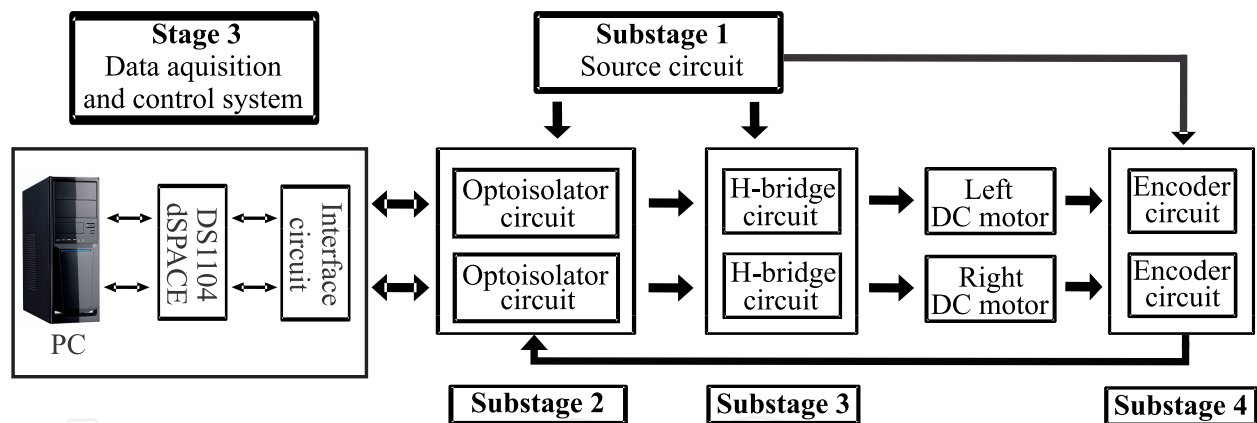 Stage 3
Data aquisition
and control system
Substage 1
Source circuit
PC
DS1104
dSPACE
Interface
circuit
Optoisolator
circuit
Optoisolator
circuit
H-bridge
circuit
H-bridge
circuit
Left
DC motor
Right
DC motor
Encoder
circuit
Encoder
circuit
Substage 2
Substage 3
Substage 4